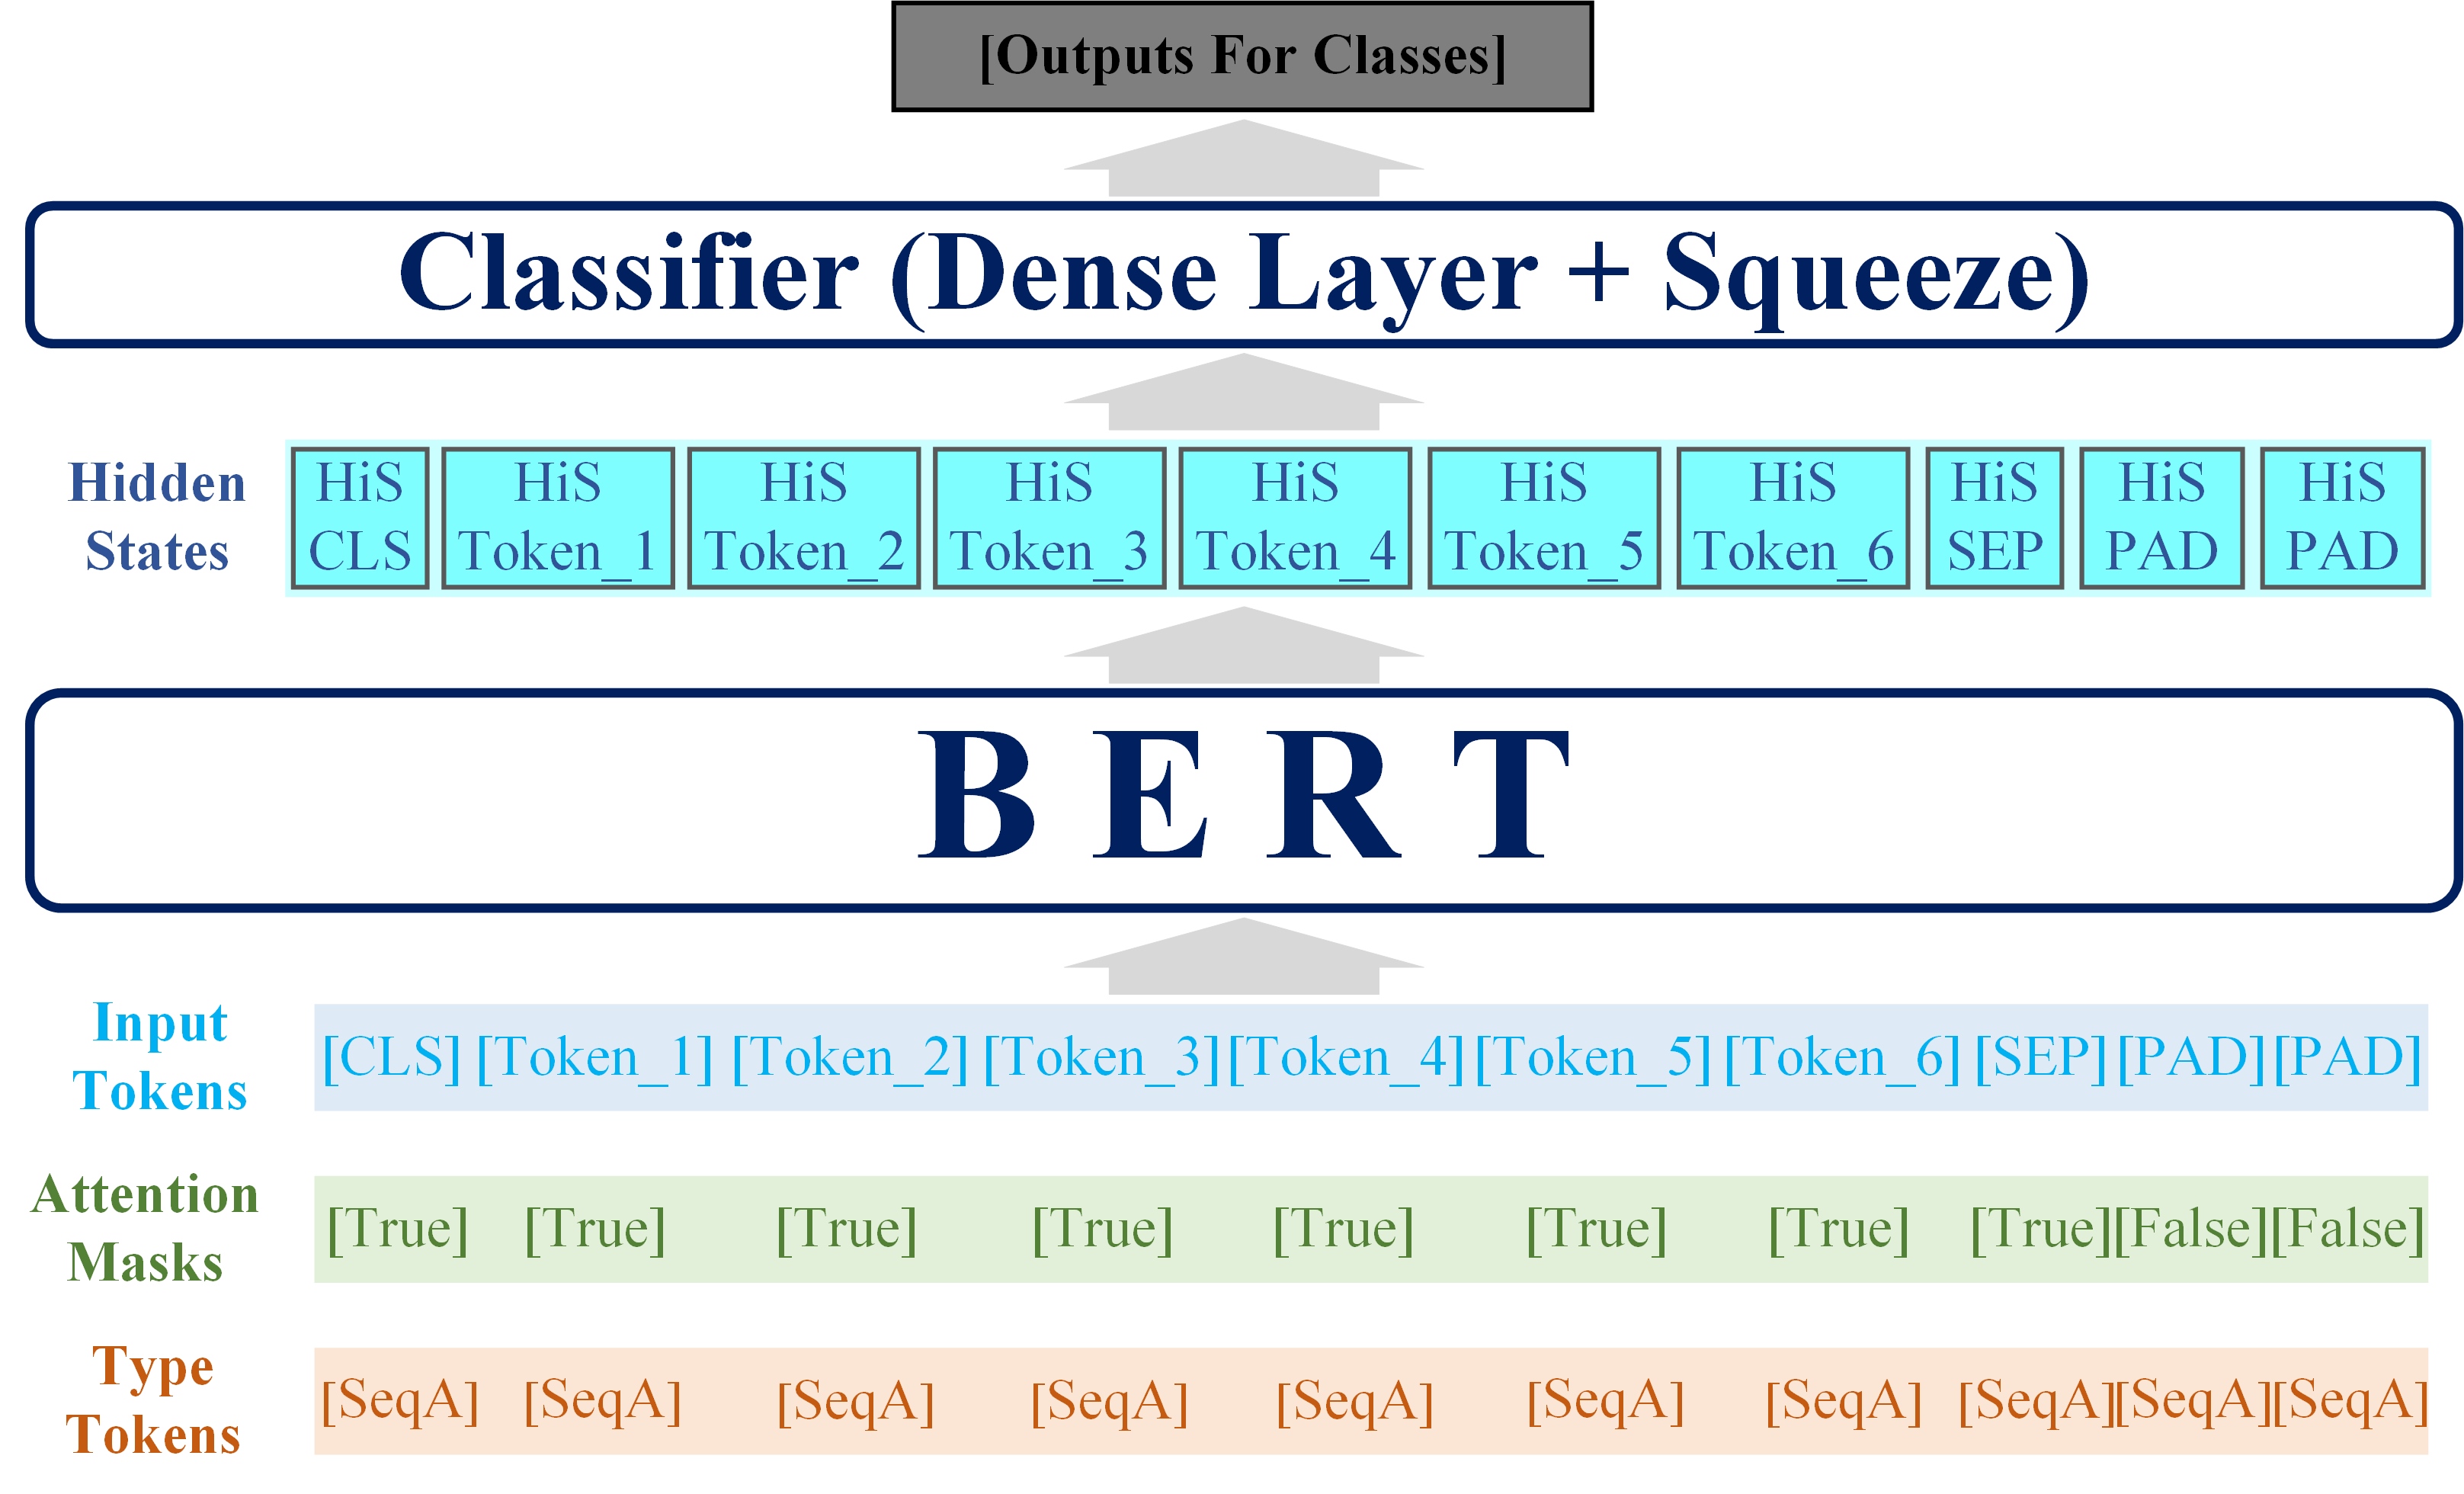 [Outputs For Classes]
Classifier (Dense Layer + Squeeze)
Hidden
States
HiS HiS HiS HiS HiS HiS HiS HiS HiS HiS
CLS Token_1 Token_2 Token_3 Token_4 Token_5 Token_6 SEP PAD PAD
B E R T
Input
Tokens
[CLS] [Token_1] [Token_2] [Token_3] [Token_4] [Token_5] [Token_6] [SEP] [PAD] [PAD]
Attention
Masks
[True] [True] [True] [True] [True] [True] [True] [True] [False] [False]
Type
Tokens
[SeqA] [SeqA] [SeqA] [SeqA] [SeqA] [SeqA] [SeqA] [SeqA] [SeqA] [SeqA]